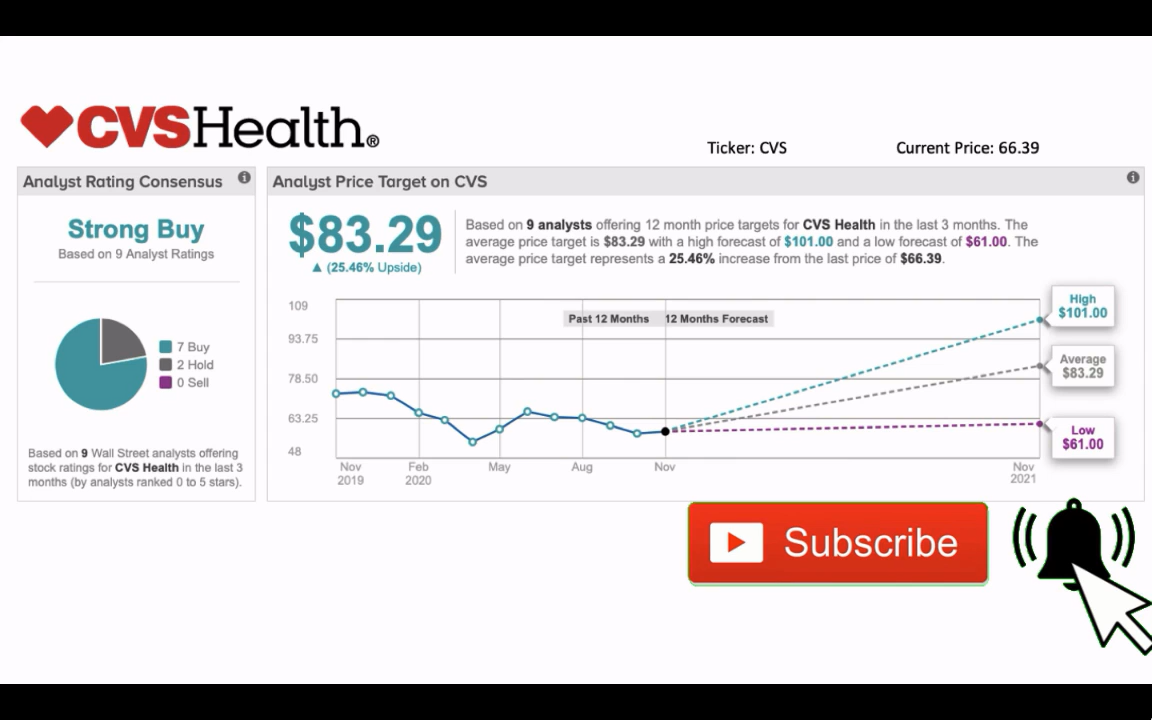 CVSHealth®
Ticker: CVS
Current Price: 66.39
Analyst Rating Consensus
Strong Buy
Based on 9 Analyst Ratings
7 Buy
2 Hold
0 Sell
Based on 9 Wall Street analysts offering
stock ratings for CVS Health in the last 3
months (by analysts ranked 0 to 5 stars).
Analyst Price Target on CVS
$83.29
▲ (25.46% Upside)
Based on 9 analysts offering 12 month price targets for CVS Health in the last 3 months. The
average price target is $83.29 with a high forecast of $101.00 and a low forecast of $61.00. The
average price target represents a 25.46% increase from the last price of $66.39.
109
93.75
78.50
63.25
48
Past 12 Months
12 Months Forecast
High
$101.00
Average
$83.29
Low
$61.00
Nov
2019
Feb
2020
May
Aug
Nov
Nov
2021
Subscribe